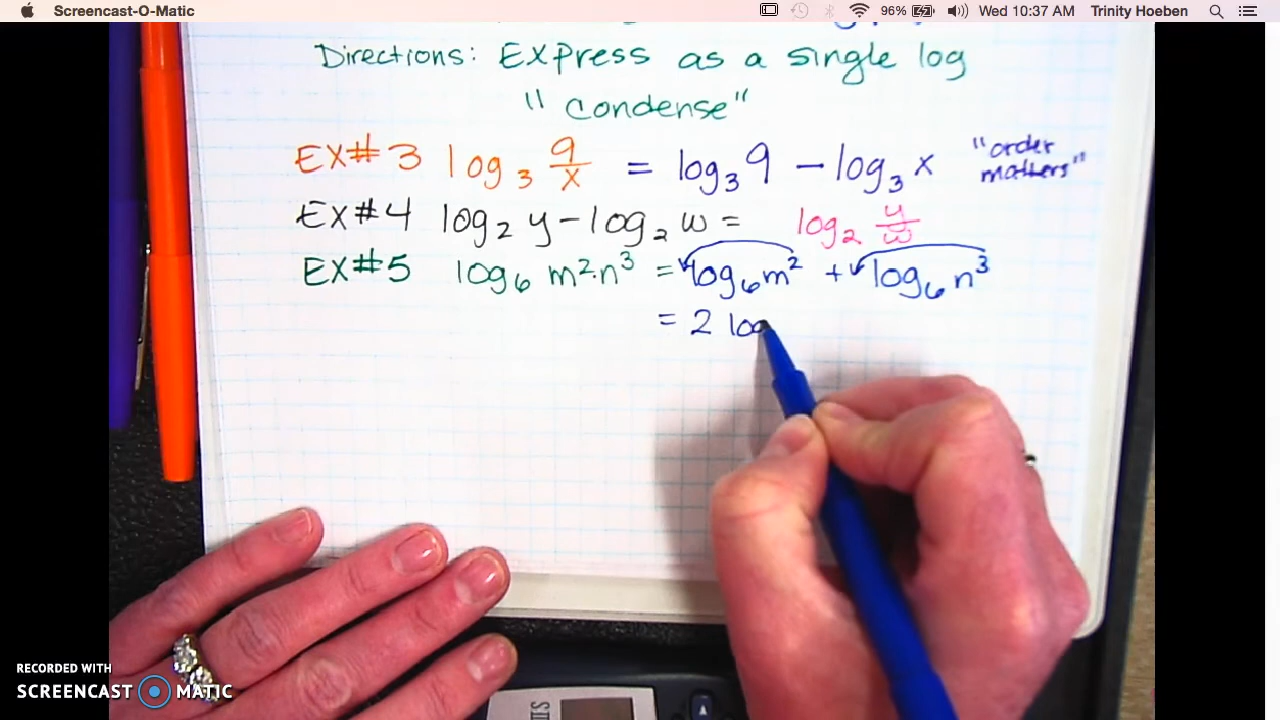 Screencast-O-Matic 96% Wed 10:37 AM Trinity Hoeben
Directions: Express as a single log
"condense"
EX#3 log₃ 9/x = log₃9 - log₃x "order matters"
EX#4 log₂ y - log₂ w = log₂ y/w
EX#5 log₆ m²·n³ = log₆m² + log₆n³
= 2 log
RECORDED WITH
SCREENCAST MATIC